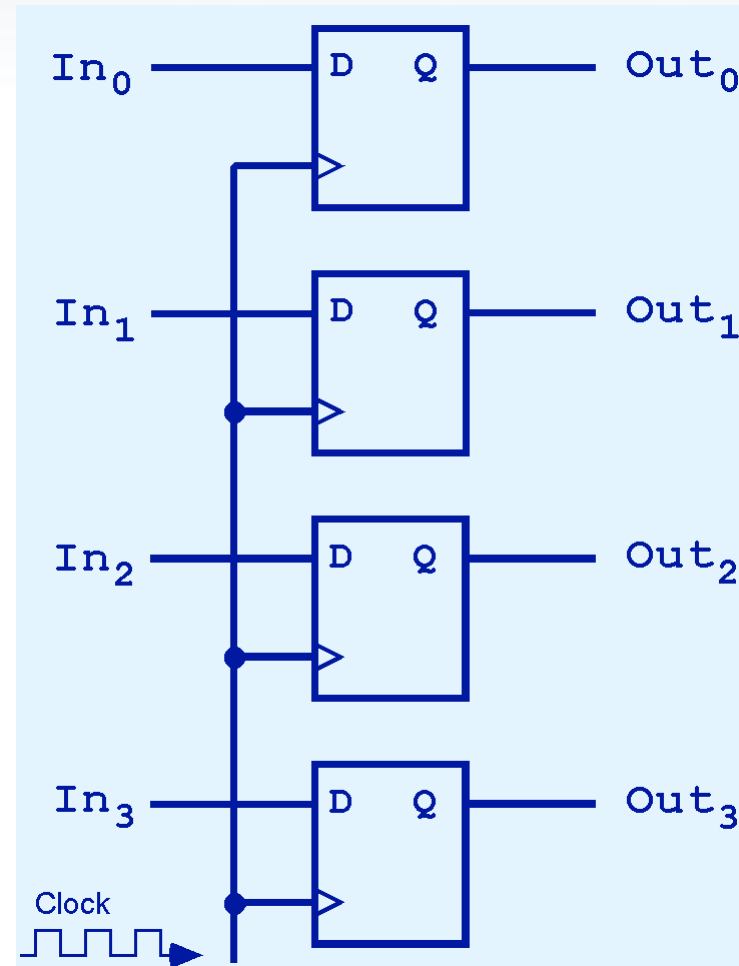 In0 D Q Out0
In1 D Q Out1
In2 D Q Out2
In3 D Q Out3
Clock